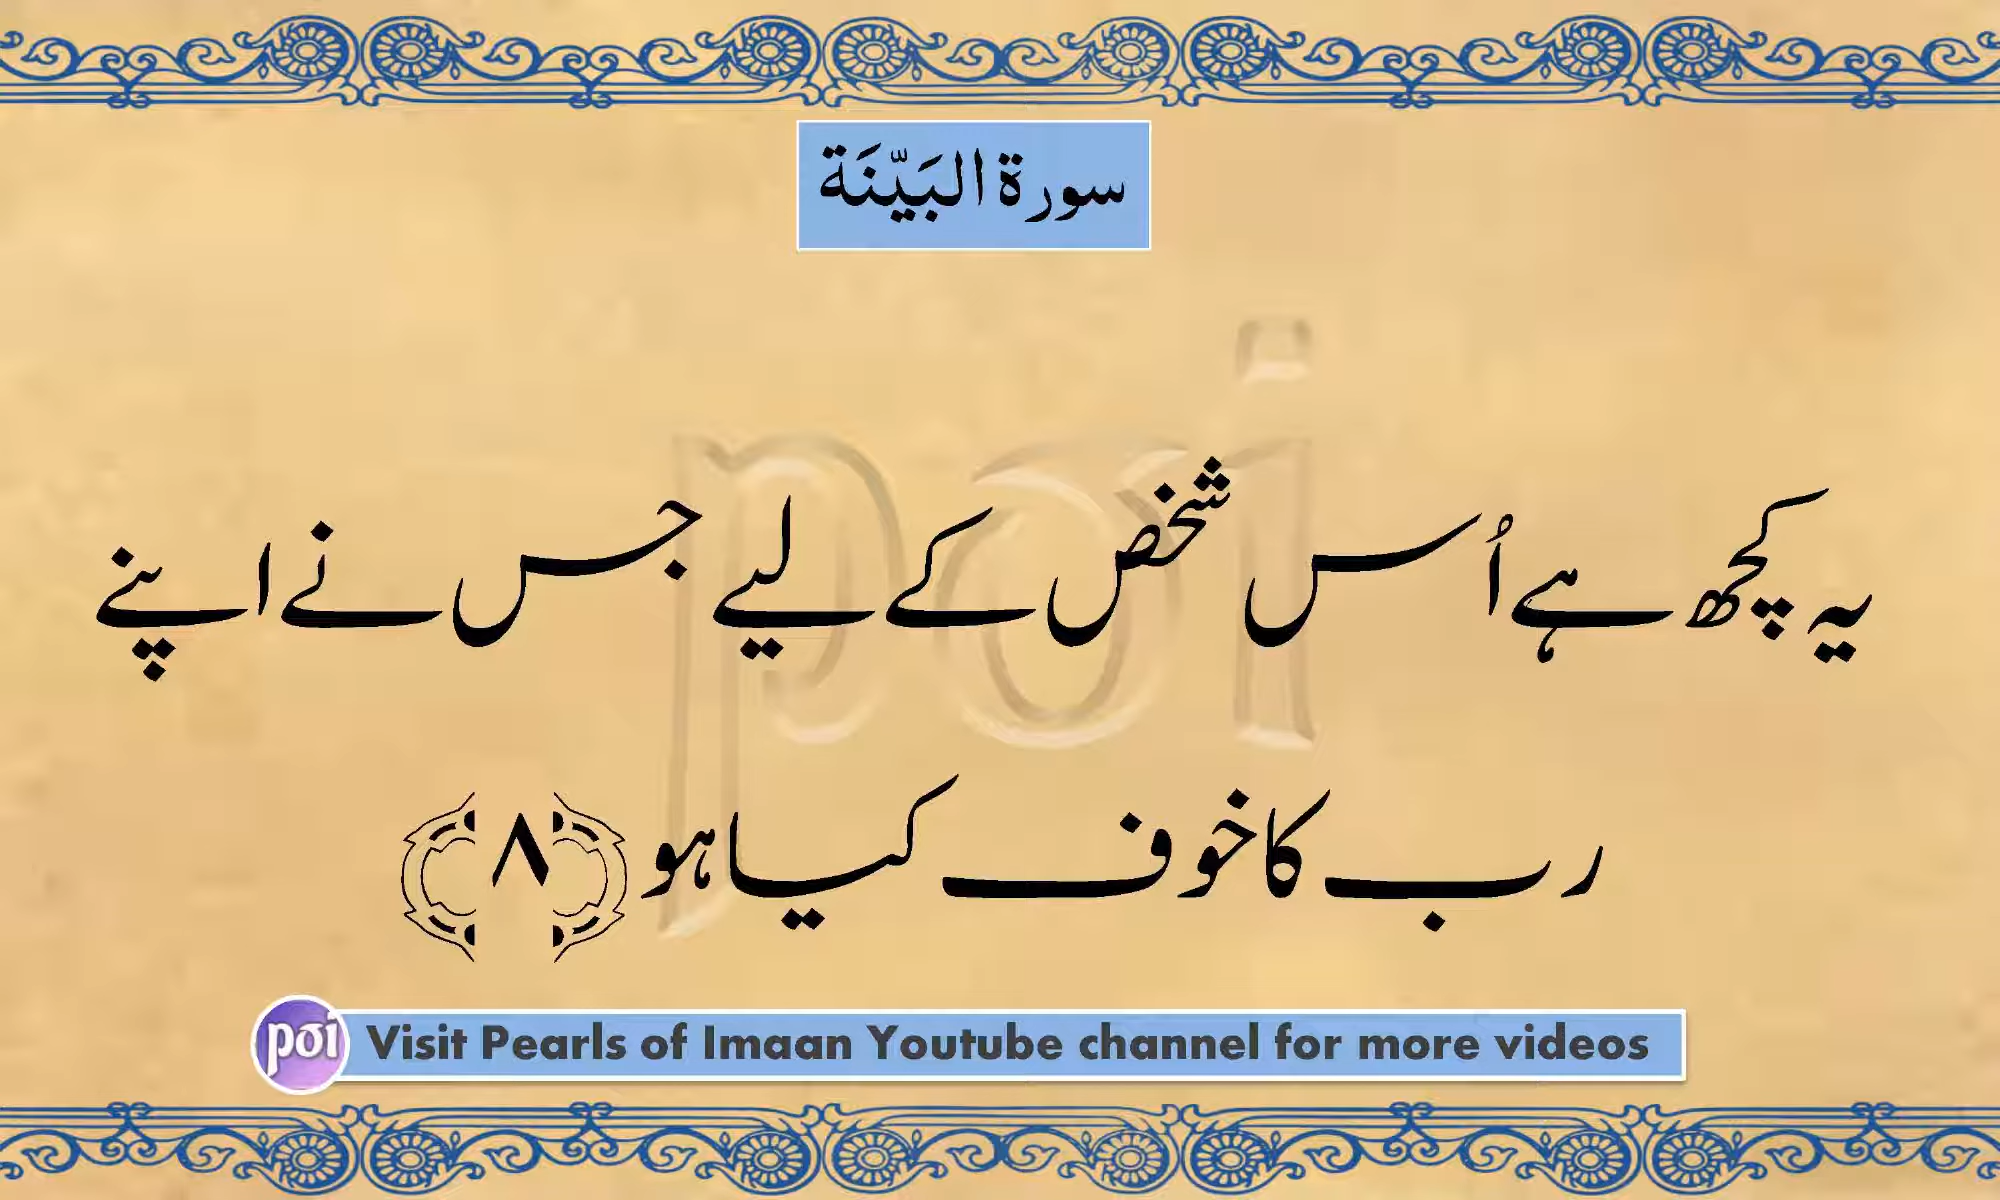 سورة البَيّنَة
یہ کچھ ہے اُس شخص کے لیے جس نے اپنے
رب کا خوف کیا ہو ﴿۸﴾
poi Visit Pearls of Imaan Youtube channel for more videos
poi